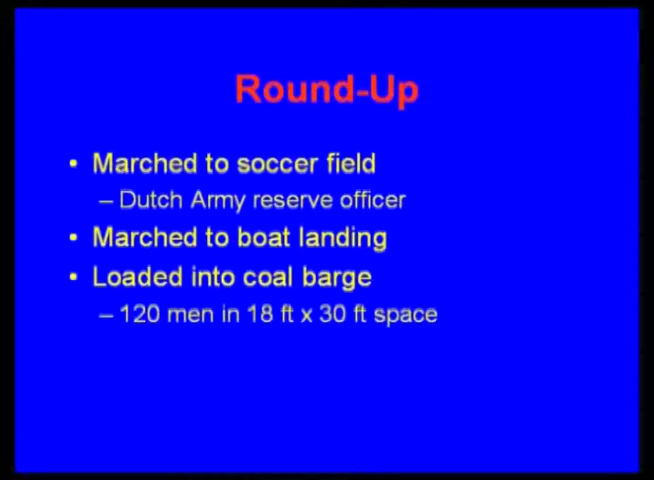 Round-Up
• Marched to soccer field
– Dutch Army reserve officer
• Marched to boat landing
• Loaded into coal barge
– 120 men in 18 ft x 30 ft space